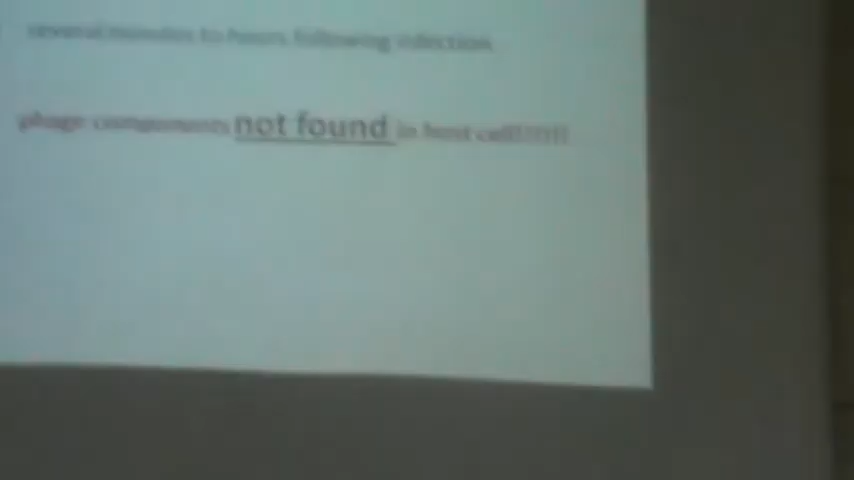 several minutes to hours following infection
phage components not found in host cell!!!!!!